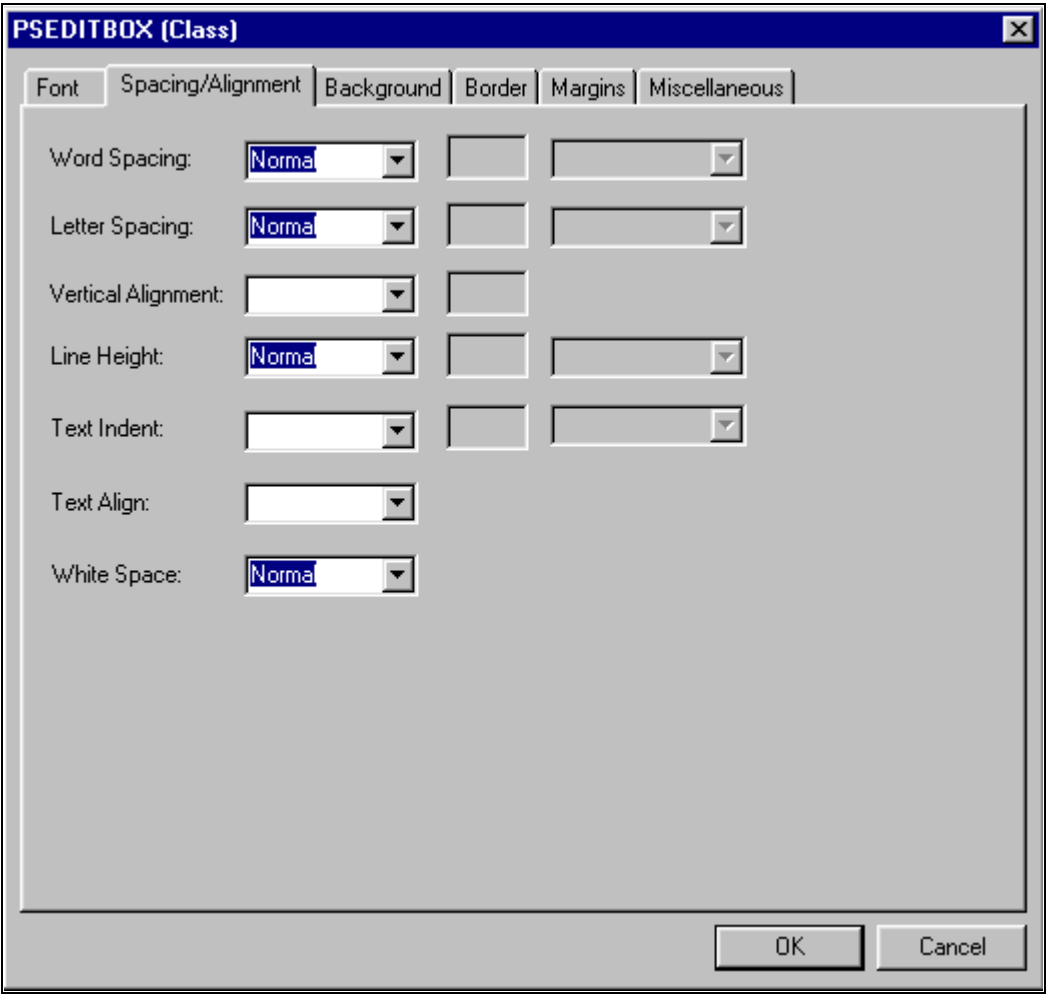 PSEDITBOX (Class)
Font Spacing/Alignment Background Border Margins Miscellaneous
Word Spacing: Normal
Letter Spacing: Normal
Vertical Alignment:
Line Height: Normal
Text Indent:
Text Align:
White Space: Normal
OK Cancel